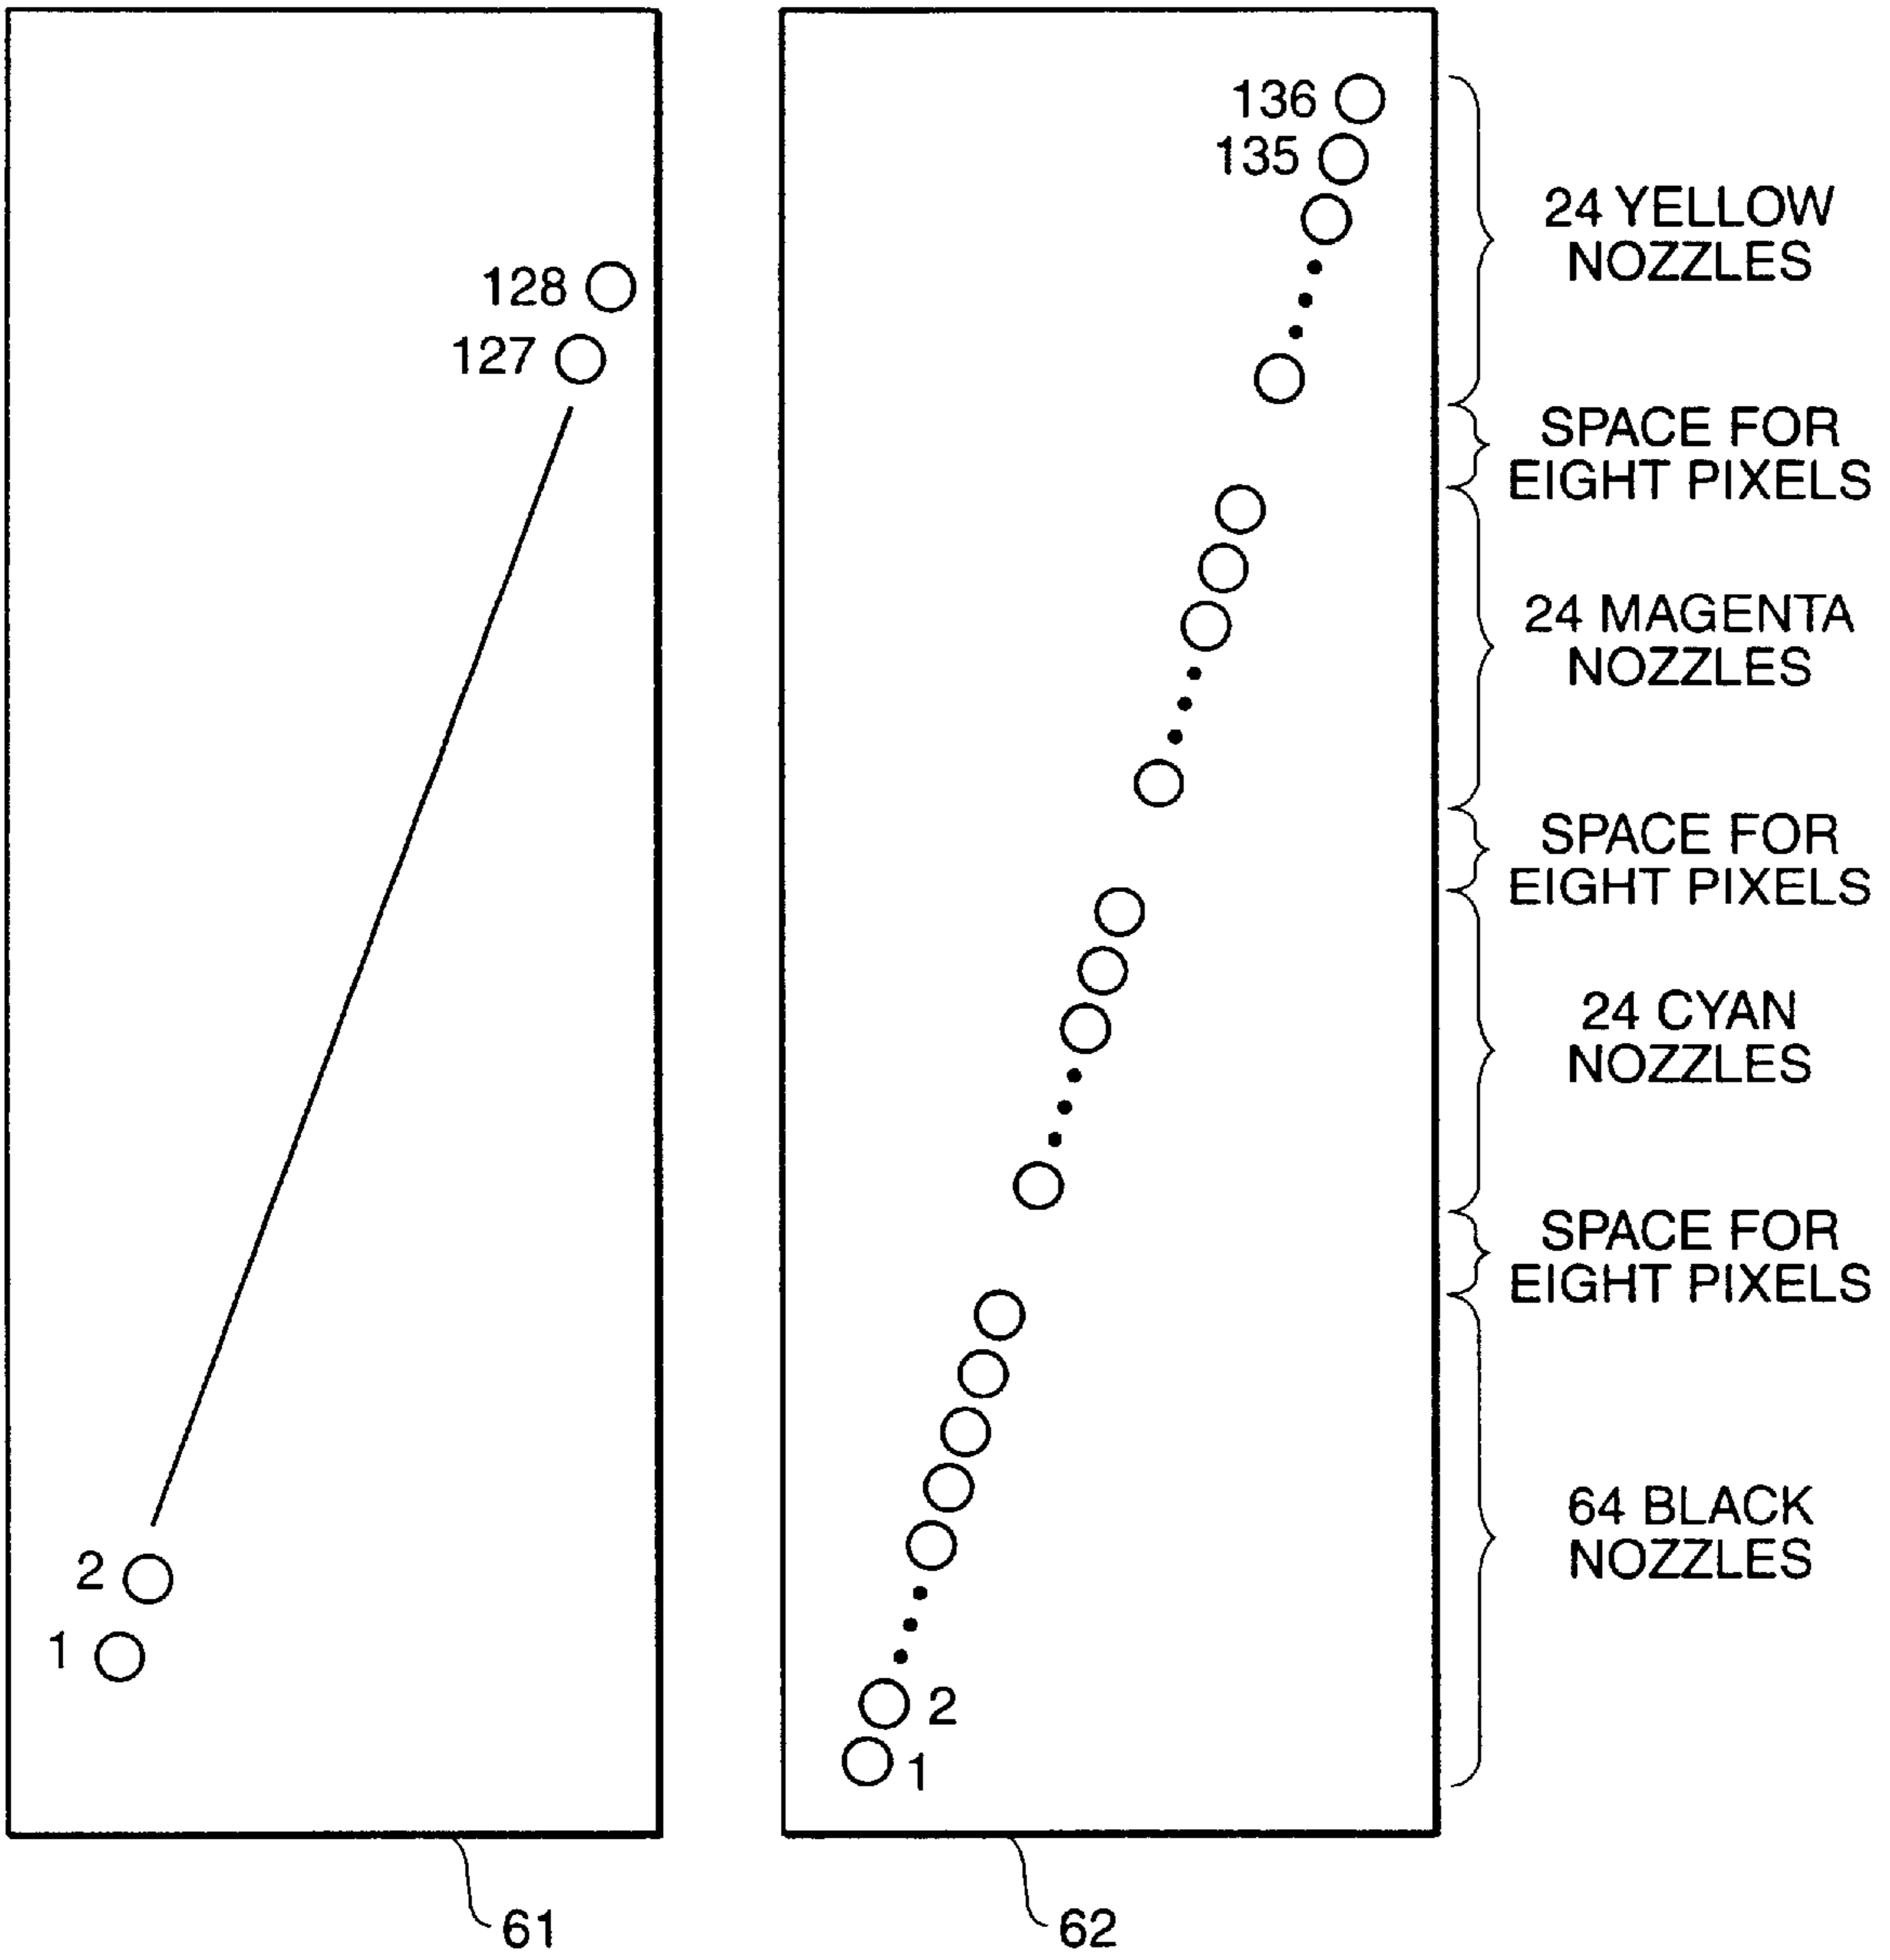 128
127
2
1
61
136
135
2
1
62
24 YELLOW
NOZZLES
SPACE FOR
EIGHT PIXELS
24 MAGENTA
NOZZLES
SPACE FOR
EIGHT PIXELS
24 CYAN
NOZZLES
SPACE FOR
EIGHT PIXELS
64 BLACK
NOZZLES